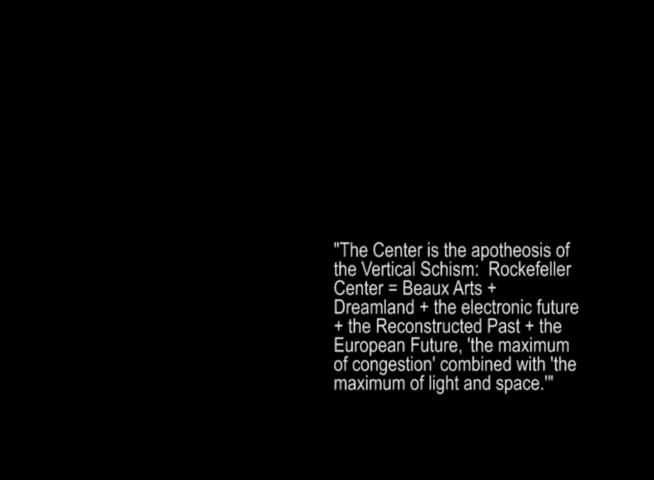 "The Center is the apotheosis of
the Vertical Schism:  Rockefeller
Center = Beaux Arts +
Dreamland + the electronic future
+ the Reconstructed Past + the
European Future, 'the maximum
of congestion' combined with 'the
maximum of light and space.'"